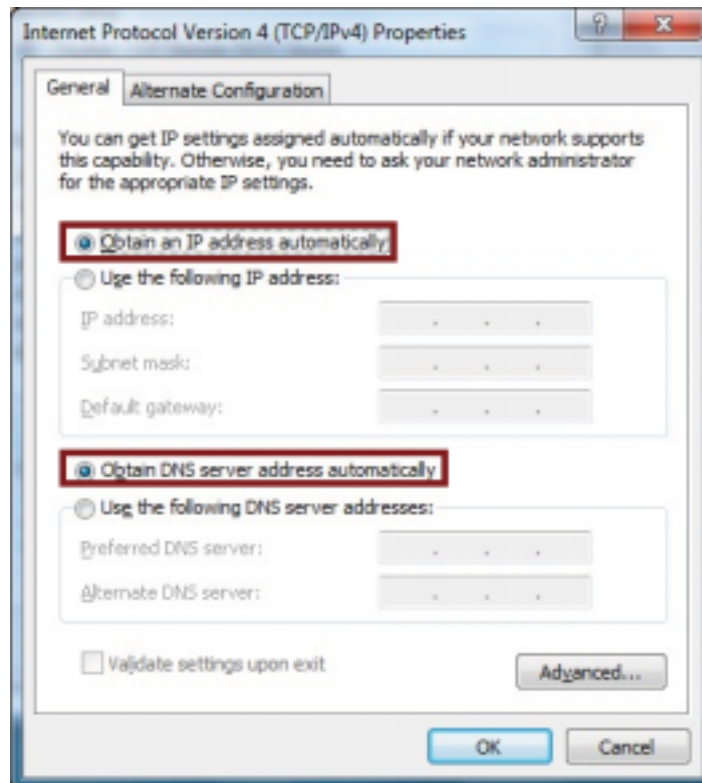 Internet Protocol Version 4 (TCP/IPv4) Properties
General
Alternate Configuration
You can get IP settings assigned automatically if your network supports
this capability. Otherwise, you need to ask your network administrator
for the appropriate IP settings.
Obtain an IP address automatically
Use the following IP address:
IP address:
Subnet mask:
Default gateway:
Obtain DNS server address automatically
Use the following DNS server addresses:
Preferred DNS server:
Alternate DNS server:
Validate settings upon exit
Advanced...
OK
Cancel